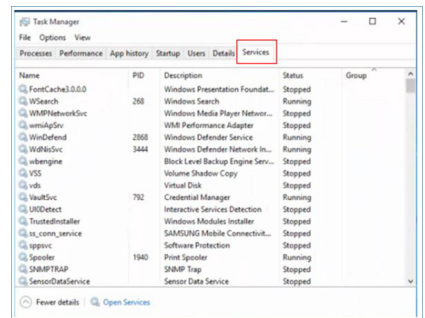 Task Manager
File Options View
Processes Performance App history Startup Users Details Services
Name PID Description Status Group
FontCache3.0.0.0 Windows Presentation Foundat... Stopped
WSearch 268 Windows Search Running
WMPNetworkSvc Windows Media Player Networ... Stopped
wmiApSrv WMI Performance Adapter Stopped
WinDefend 2868 Windows Defender Service Running
WdNisSvc 3444 Windows Defender Network In... Running
wbengine Block Level Backup Engine Serv... Stopped
VSS Volume Shadow Copy Stopped
vds Virtual Disk Stopped
VaultSvc 792 Credential Manager Running
UI0Detect Interactive Services Detection Stopped
TrustedInstaller Windows Modules Installer Stopped
ss_conn_service SAMSUNG Mobile Connectivit... Stopped
sppsvc Software Protection Stopped
Spooler 1940 Print Spooler Running
SNMPTRAP SNMP Trap Stopped
SensorDataService Sensor Data Service Stopped
Fewer details Open Services